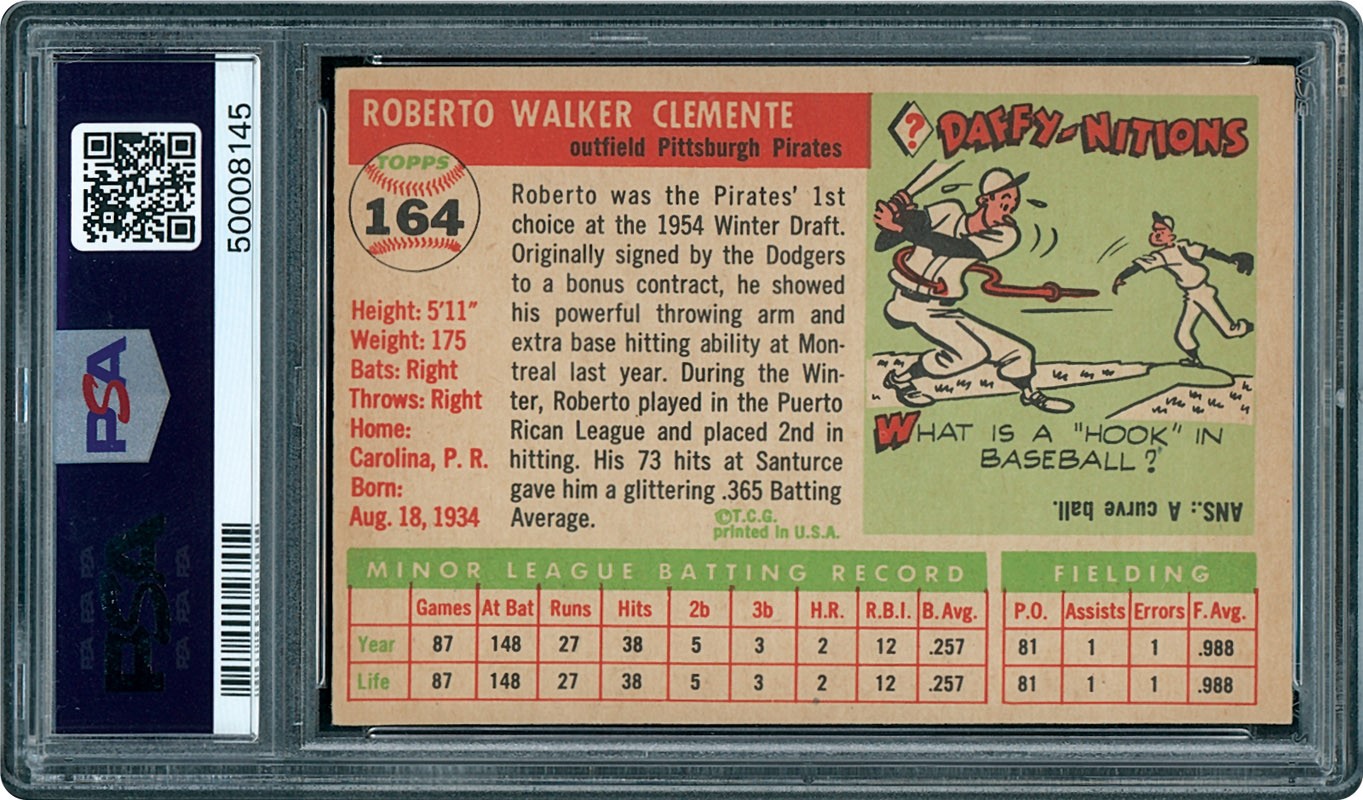 50008145
PSA
PSA
ROBERTO WALKER CLEMENTE
outfield Pittsburgh Pirates
TOPPS
164
Height: 5'11"
Weight: 175
Bats: Right
Throws: Right
Home:
Carolina, P. R.
Born:
Aug. 18, 1934
Roberto was the Pirates' 1st
choice at the 1954 Winter Draft.
Originally signed by the Dodgers
to a bonus contract, he showed
his powerful throwing arm and
extra base hitting ability at Mon-
treal last year. During the Win-
ter, Roberto played in the Puerto
Rican League and placed 2nd in
hitting. His 73 hits at Santurce
gave him a glittering .365 Batting
Average.
©T.C.G.
printed in U.S.A.
? DAFFY-NITIONS
WHAT IS A "HOOK" IN
BASEBALL?
ANS.: A curve ball.
MINOR LEAGUE BATTING RECORD FIELDING
Games At Bat Runs Hits 2b 3b H.R. R.B.I. B.Avg. P.O. Assists Errors F. Avg.
Year 87 148 27 38 5 3 2 12 .257 81 1 1 .988
Life 87 148 27 38 5 3 2 12 .257 81 1 1 .988